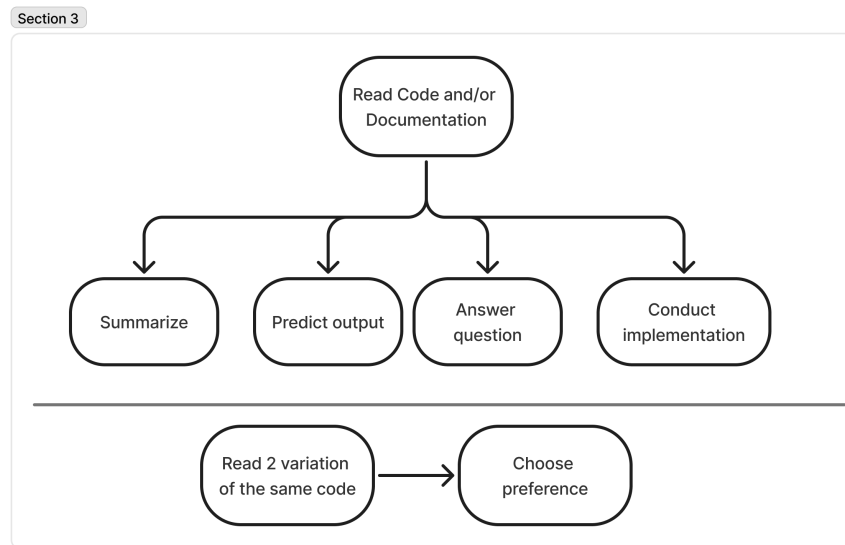 Section 3
Read Code and/or
Documentation
Summarize
Predict output
Answer
question
Conduct
implementation
Read 2 variation
of the same code
Choose
preference